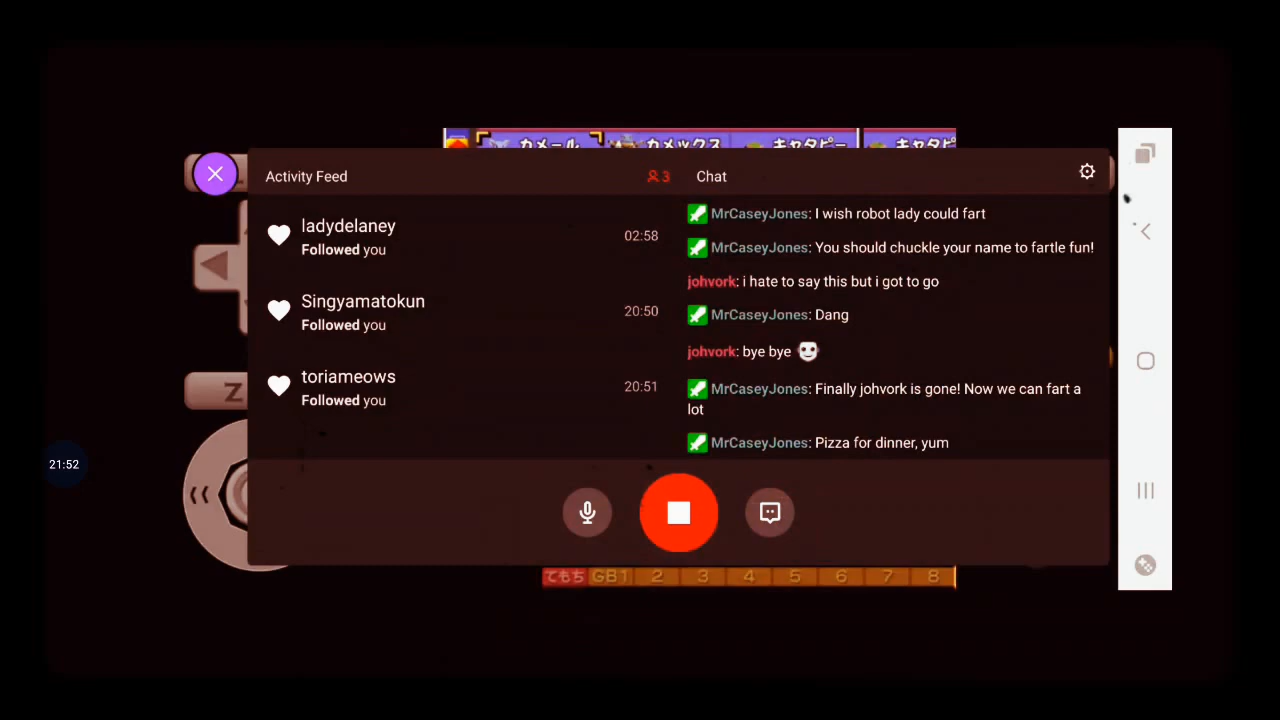 カメール カメックス キャタピー キャタピ
Activity Feed
3
Chat
ladydelaney
Followed you
02:58
Singyamatokun
Followed you
20:50
toriameows
Followed you
20:51
MrCaseyJones: I wish robot lady could fart
MrCaseyJones: You should chuckle your name to fartle fun!
johvork: i hate to say this but i got to go
MrCaseyJones: Dang
johvork: bye bye
MrCaseyJones: Finally johvork is gone! Now we can fart a
lot
MrCaseyJones: Pizza for dinner, yum
Z
21:52
てもち GB1 2 3 4 5 6 7 8